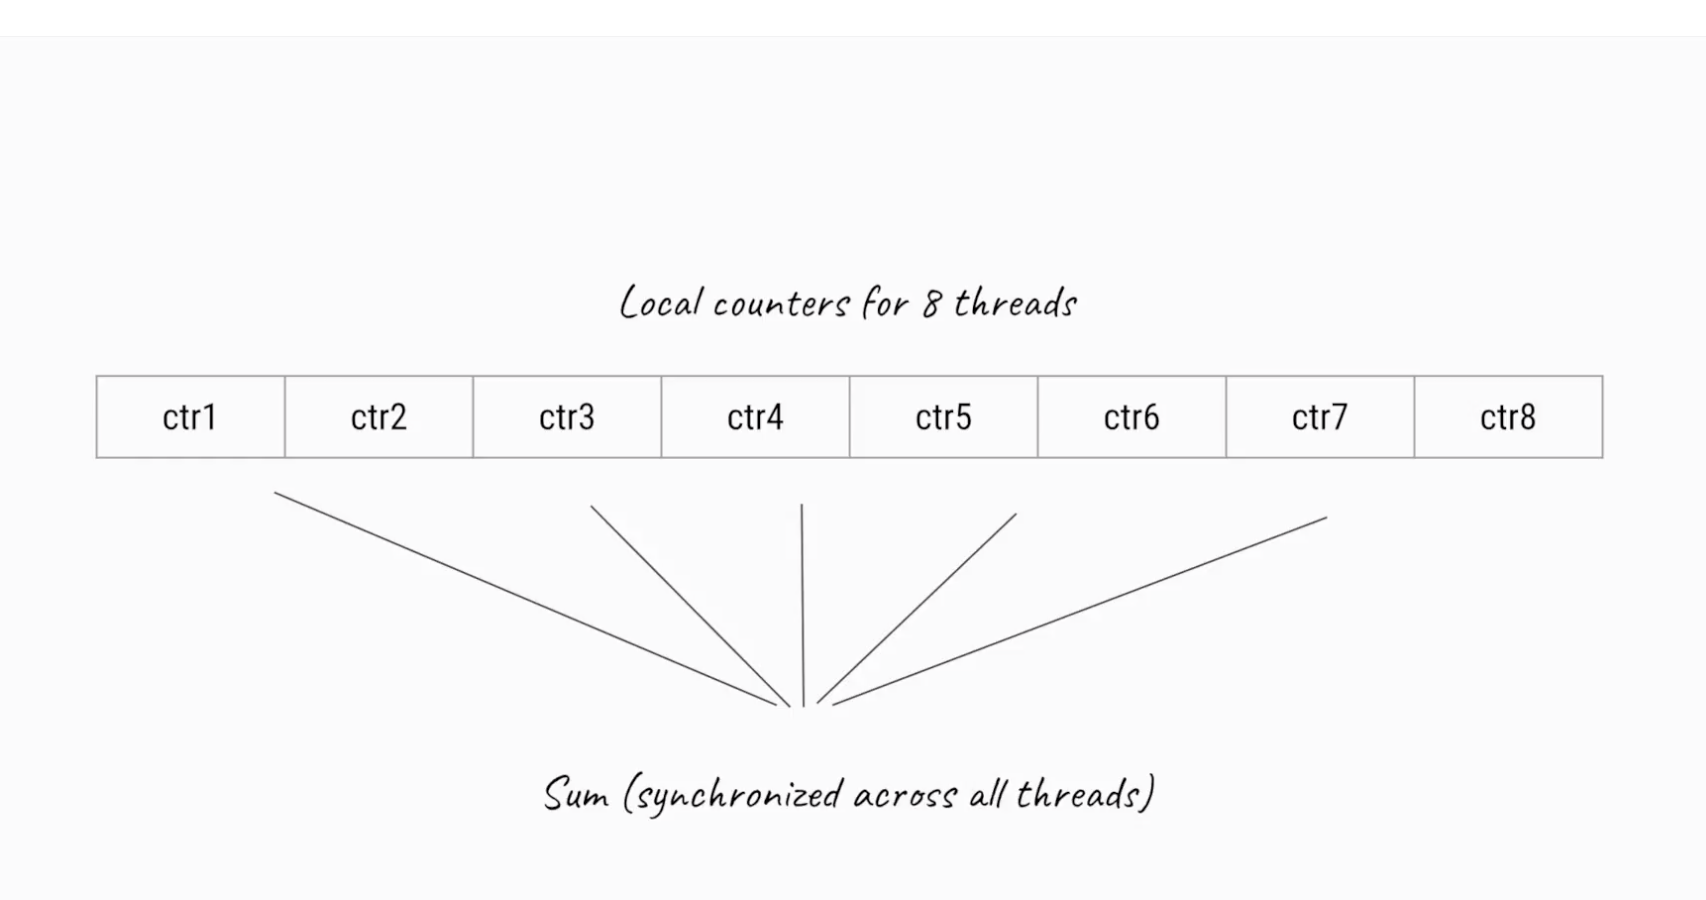 Local counters for 8 threads
ctr1 ctr2 ctr3 ctr4 ctr5 ctr6 ctr7 ctr8
Sum (synchronized across all threads)